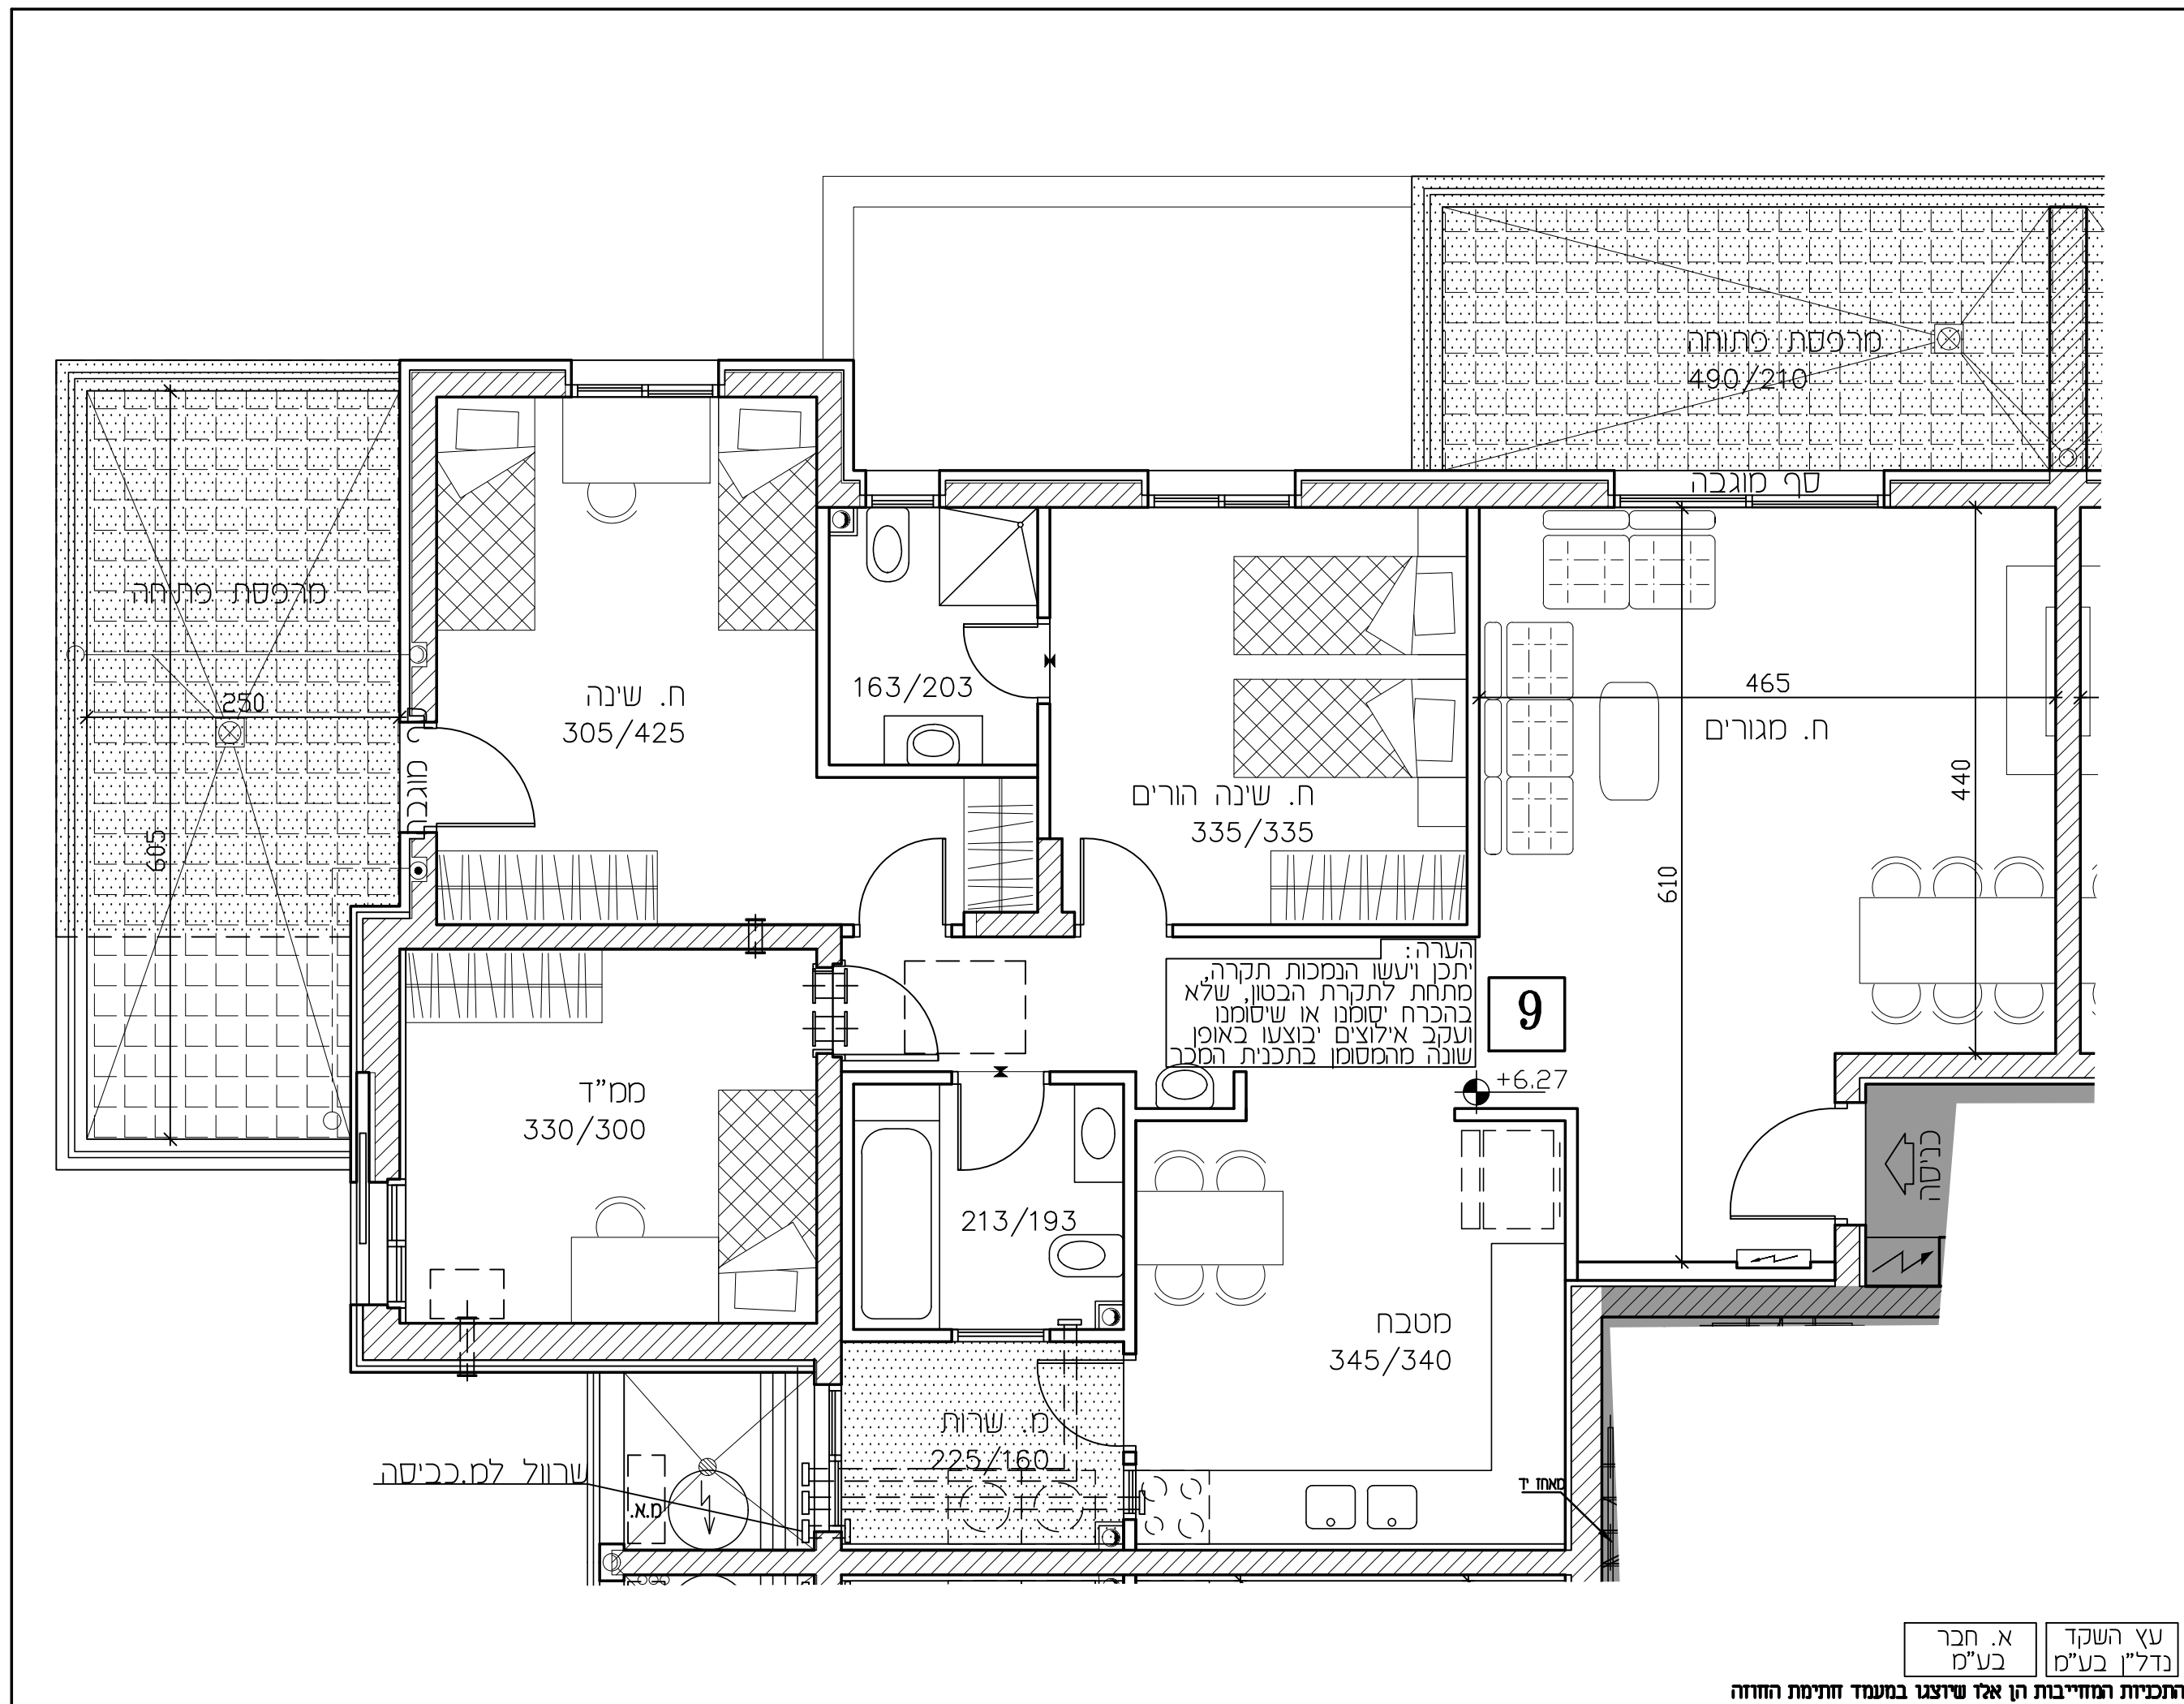 מרפסת פתוחה
490/210
סף מוגבה
מרפסת פתוחה
250
605
ח. שינה
305/425
163/203
465
ח. מגורים
440
610
ח. שינה הורים
335/335
הערה:
יתכן ויעשו הנמכות תקרה,
מתחת לתקרת הבטון, שלא
בהכרח יסומנו או שיסומנו
ועקב אילוצים יבוצעו באופן
שונה מהמסומן בתכנית המכר
9
+6.27
ממ"ד
330/300
213/193
כניסה
מטבח
345/340
מ. שרות
225/160
שרוול למ.כביסה
מ.א.
מאחז יד
עץ השקד
נדל"ן בע"מ
א. חבר
בע"מ
התכניות המחייבות הן אלו שיוצגו במעמד חתימת החוזה